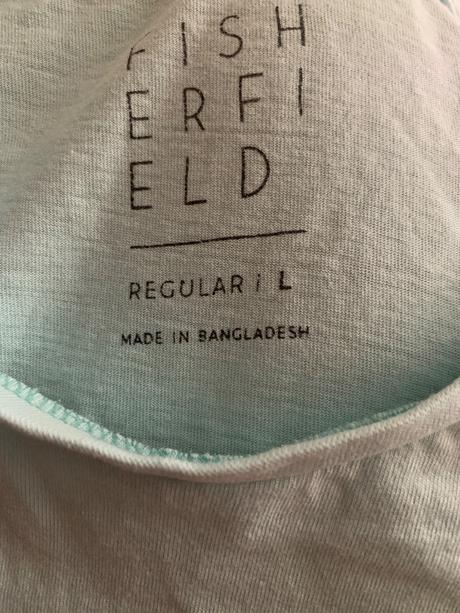 FISH
ERFI
ELD
REGULAR / L
MADE IN BANGLADESH